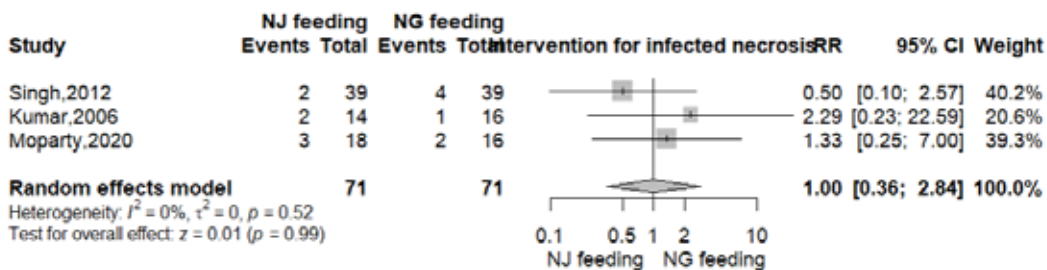 NJ feeding NG feeding
Study Events Total Events Total Intervention for infected necrosis RR 95% CI Weight
Singh,2012 2 39 4 39 0.50 [0.10; 2.57] 40.2%
Kumar,2006 2 14 1 16 2.29 [0.23; 22.59] 20.6%
Moparty,2020 3 18 2 16 1.33 [0.25; 7.00] 39.3%
Random effects model 71 71 1.00 [0.36; 2.84] 100.0%
Heterogeneity: I² = 0%, τ² = 0, p = 0.52
Test for overall effect: z = 0.01 (p = 0.99)
0.1 0.5 1 2 10
NJ feeding NG feeding